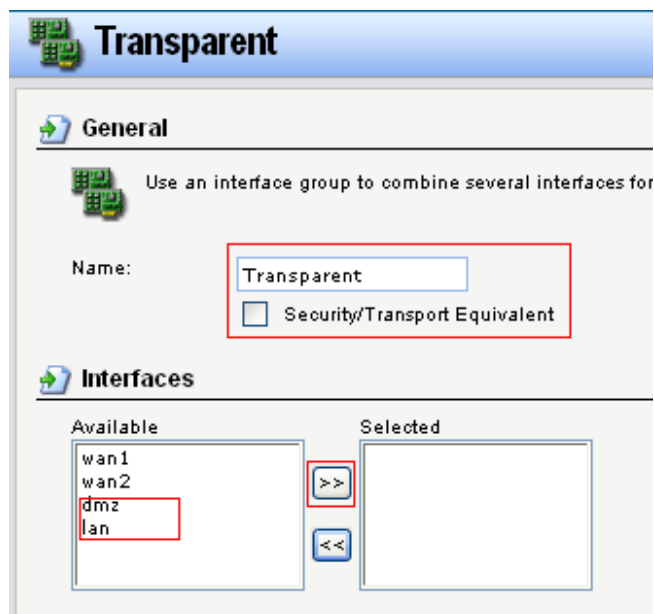 Transparent
General
Use an interface group to combine several interfaces for
Name:
Transparent
Security/Transport Equivalent
Interfaces
Available
Selected
wan1
wan2
dmz
lan
>>
<<